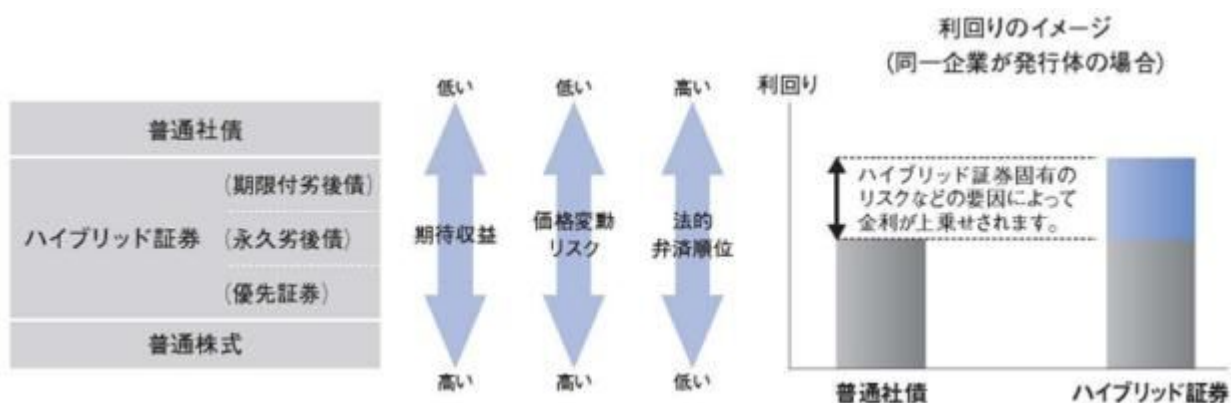 利回りのイメージ
(同一企業が発行体の場合)
低い
低い
高い
利回り
普通社債
ハイブリッド証券
(期限付劣後債)
(永久劣後債)
(優先証券)
普通株式
期待収益
価格変動
リスク
法的
弁済順位
高い
高い
低い
ハイブリッド証券固有の
リスクなどの要因によって
金利が上乗せされます。
普通社債
ハイブリッド証券